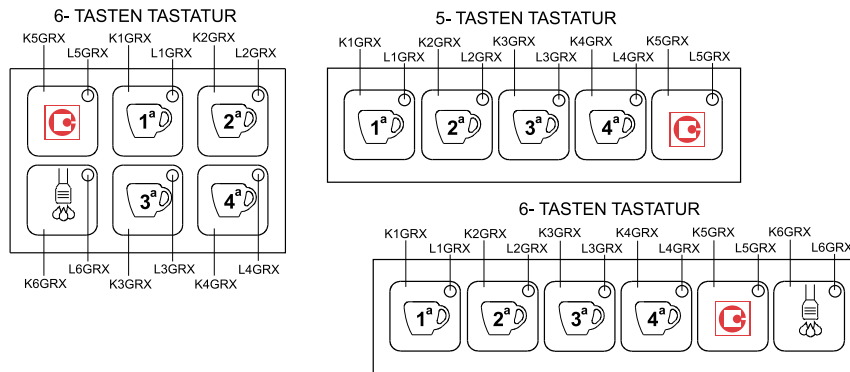 6- TASTEN TASTATUR
K5GRX K1GRX K2GRX
L5GRX L1GRX L2GRX
1ª 2ª
3ª 4ª
L6GRX L3GRX L4GRX
K6GRX K3GRX K4GRX
5- TASTEN TASTATUR
K1GRX K2GRX K3GRX K4GRX K5GRX
L1GRX L2GRX L3GRX L4GRX L5GRX
1ª 2ª 3ª 4ª
6- TASTEN TASTATUR
K1GRX K2GRX K3GRX K4GRX K5GRX K6GRX
L1GRX L2GRX L3GRX L4GRX L5GRX L6GRX
1ª 2ª 3ª 4ª